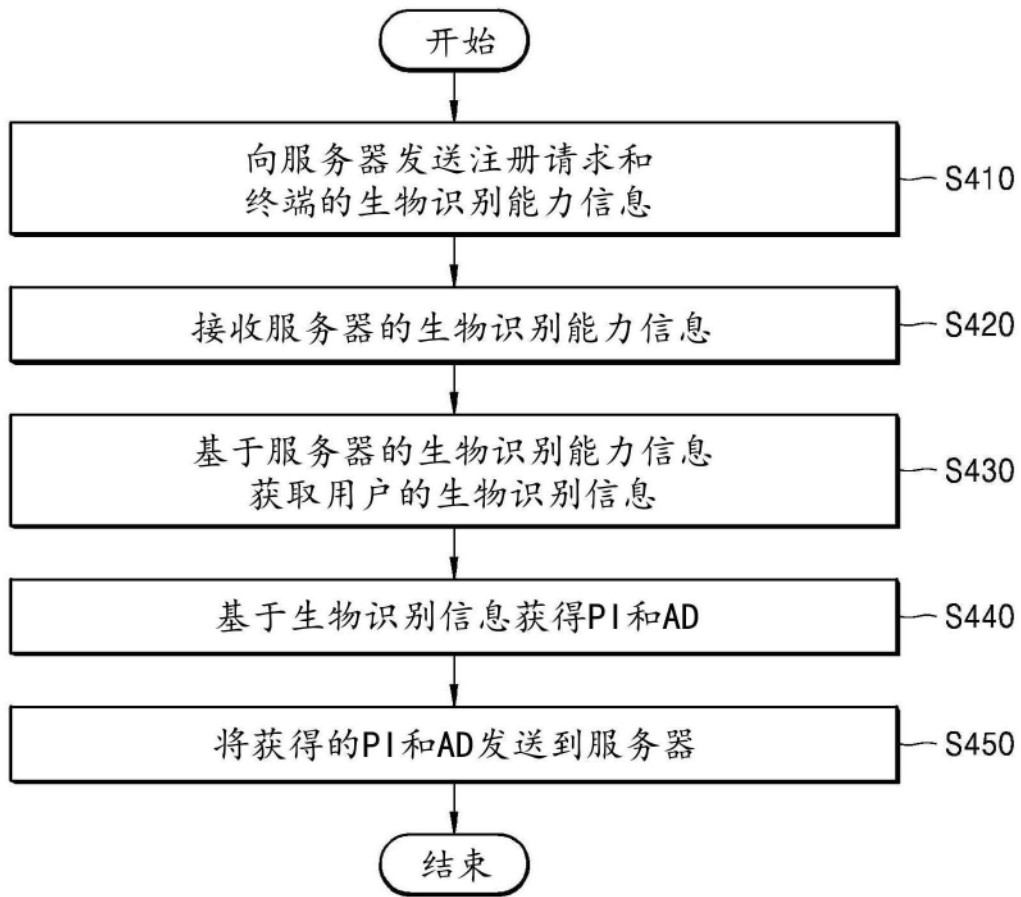 开始
向服务器发送注册请求和
终端的生物识别能力信息
S410
接收服务器的生物识别能力信息
S420
基于服务器的生物识别能力信息
获取用户的生物识别信息
S430
基于生物识别信息获得PI和AD
S440
将获得的PI和AD发送到服务器
S450
结束